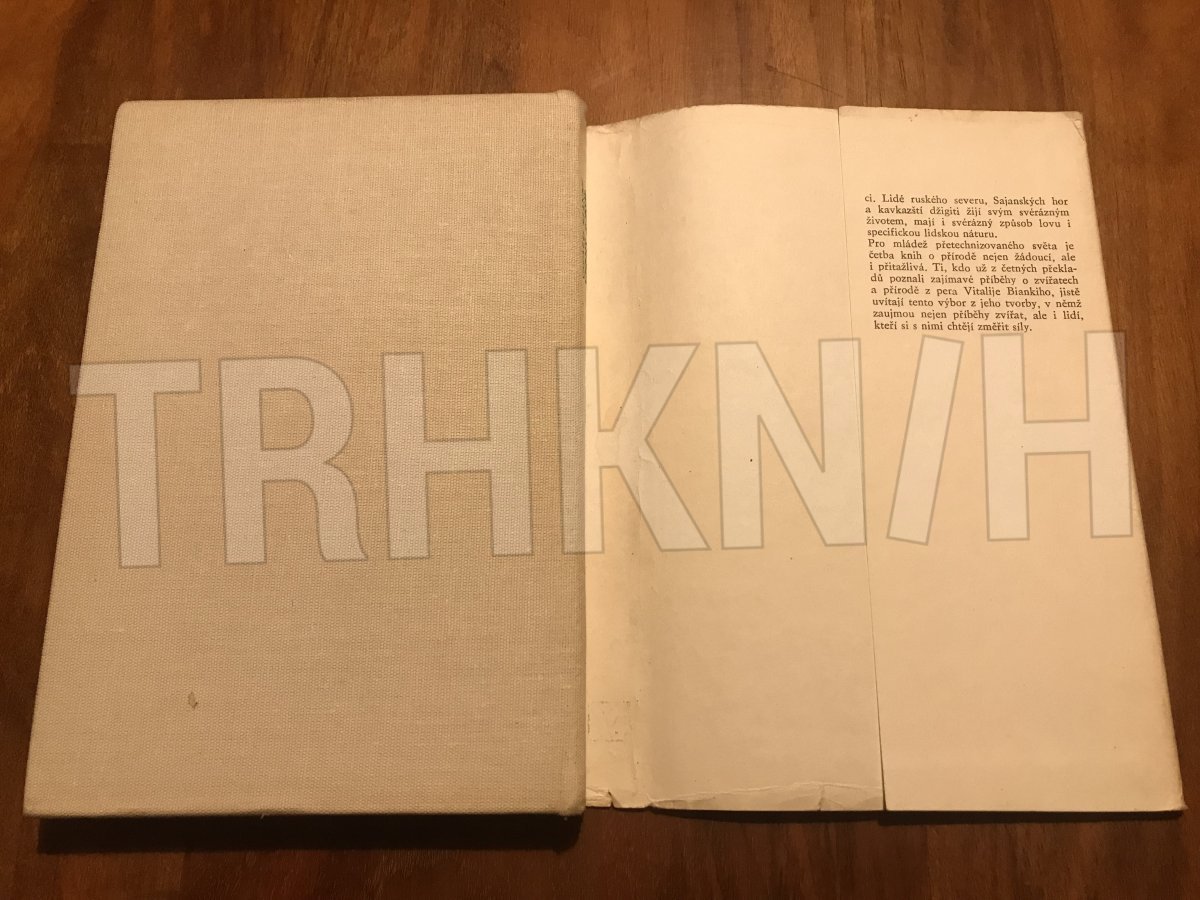 ci. Lidé ruského severu, Sajanských hor
a kavkazští džigiti žijí svým svérázným
životem, mají i svérázný způsob lovu i
specifickou lidskou náturu.
Pro mládež přetechnizovaného světa je
četba knih o přírodě nejen žádoucí, ale
i přitažlivá. Ti, kdo už z četných překla-
dů poznali zajímavé příběhy o zvířatech
a přírodě z pera Vitalije Biankiho, jistě
uvítají tento výbor z jeho tvorby, v němž
zaujmou nejen příběhy zvířat, ale i lidí,
kteří si s nimi chtějí změřit síly.
TRHKN/H